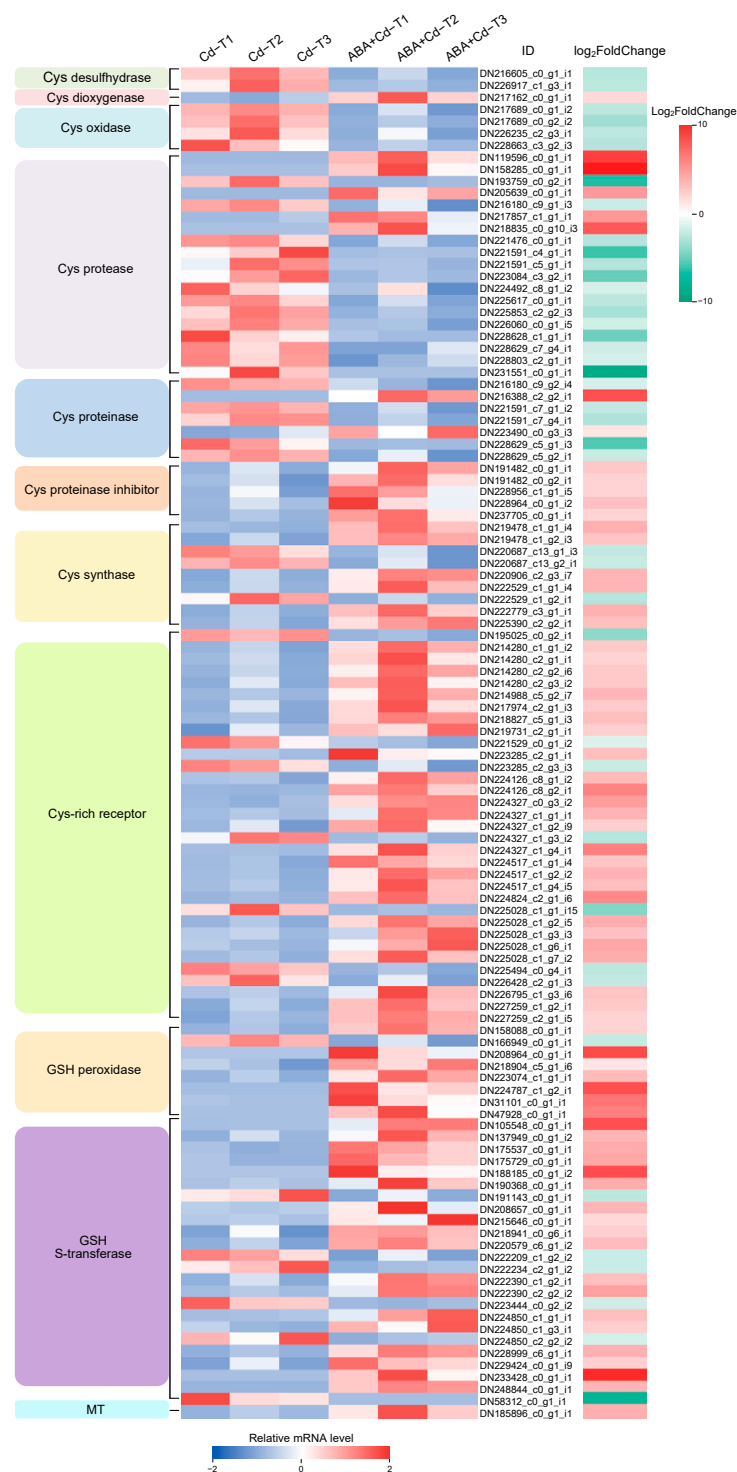 Cd−T1 Cd−T2 Cd−T3 ABA+Cd−T1 ABA+Cd−T2 ABA+Cd−T3 ID log₂FoldChange
Cys desulfhydrase
Cys dioxygenase
Cys oxidase
Cys protease
Cys proteinase
Cys proteinase inhibitor
Cys synthase
Cys-rich receptor
GSH peroxidase
GSH
S-transferase
MT
DN216605_c0_g1_i1
DN226917_c1_g3_i1
DN217162_c0_g1_i1
DN217689_c0_g1_i2
DN217689_c0_g2_i2
DN226235_c2_g3_i1
DN228663_c3_g2_i3
DN119596_c0_g1_i1
DN158285_c0_g1_i1
DN193759_c0_g2_i1
DN205639_c0_g1_i1
DN216180_c9_g1_i3
DN217857_c1_g1_i1
DN218835_c0_g10_i3
DN221476_c0_g1_i1
DN221591_c4_g1_i1
DN221591_c5_g1_i1
DN223084_c3_g2_i1
DN224492_c8_g1_i2
DN225617_c0_g1_i1
DN225853_c2_g2_i3
DN226060_c0_g1_i5
DN228628_c1_g1_i1
DN228629_c7_g4_i1
DN228803_c2_g1_i1
DN231551_c0_g1_i1
DN216180_c9_g2_i4
DN216388_c2_g2_i1
DN221591_c7_g1_i2
DN221591_c7_g4_i1
DN223490_c0_g3_i3
DN228629_c5_g1_i3
DN228629_c5_g2_i1
DN191482_c0_g1_i1
DN191482_c0_g2_i1
DN228956_c1_g1_i5
DN228964_c0_g1_i2
DN237705_c0_g1_i1
DN219478_c1_g1_i4
DN219478_c1_g2_i3
DN220687_c13_g1_i3
DN220687_c13_g2_i1
DN220906_c2_g3_i7
DN222529_c1_g1_i4
DN222529_c1_g2_i1
DN222779_c3_g1_i1
DN225390_c2_g2_i1
DN195025_c0_g2_i1
DN214280_c1_g1_i2
DN214280_c2_g1_i1
DN214280_c2_g2_i6
DN214280_c2_g3_i2
DN214988_c5_g2_i7
DN217974_c2_g1_i3
DN218827_c5_g1_i3
DN219731_c2_g1_i1
DN221529_c0_g1_i2
DN223285_c2_g1_i1
DN223285_c2_g3_i3
DN224126_c8_g1_i2
DN224126_c8_g2_i1
DN224327_c0_g3_i2
DN224327_c1_g1_i1
DN224327_c1_g2_i9
DN224327_c1_g3_i2
DN224327_c1_g4_i1
DN224517_c1_g1_i4
DN224517_c1_g2_i2
DN224517_c1_g4_i5
DN224824_c2_g1_i6
DN225028_c1_g1_i15
DN225028_c1_g2_i5
DN225028_c1_g3_i3
DN225028_c1_g6_i1
DN225028_c1_g7_i2
DN225494_c0_g4_i1
DN226428_c2_g1_i3
DN226795_c1_g3_i6
DN227259_c1_g2_i1
DN227259_c2_g1_i5
DN158088_c0_g1_i1
DN166949_c0_g1_i1
DN208964_c0_g1_i1
DN218904_c5_g1_i6
DN223074_c1_g1_i1
DN224787_c1_g2_i1
DN31101_c0_g1_i1
DN47928_c0_g1_i1
DN105548_c0_g1_i1
DN137949_c0_g1_i2
DN175537_c0_g1_i1
DN175729_c0_g1_i1
DN188185_c0_g1_i2
DN190368_c0_g1_i1
DN191143_c0_g1_i1
DN208657_c0_g1_i1
DN215646_c0_g1_i1
DN218941_c0_g6_i1
DN220579_c6_g1_i2
DN222209_c1_g2_i2
DN222234_c2_g1_i2
DN222390_c1_g2_i1
DN222390_c2_g2_i2
DN223444_c0_g2_i2
DN224850_c1_g1_i1
DN224850_c1_g3_i1
DN224850_c2_g2_i2
DN228999_c6_g1_i1
DN229424_c0_g1_i9
DN233428_c0_g1_i1
DN248844_c0_g1_i1
DN58312_c0_g1_i1
DN185896_c0_g1_i1
Log₂FoldChange
10
0
−10
Relative mRNA level
−2 0 2